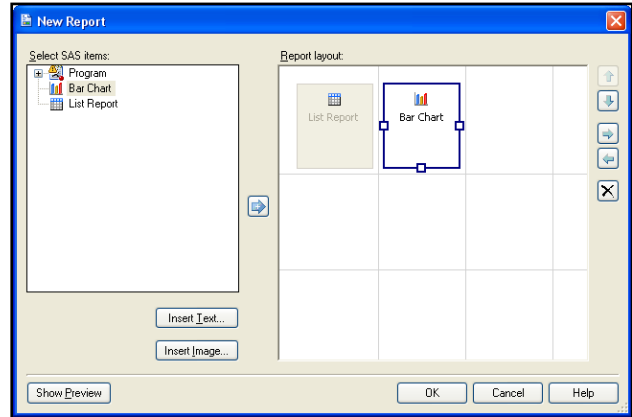 New Report
Select SAS items:
Program
Bar Chart
List Report
Report layout:
List Report
Bar Chart
Insert Text...
Insert Image...
Show Preview
OK
Cancel
Help